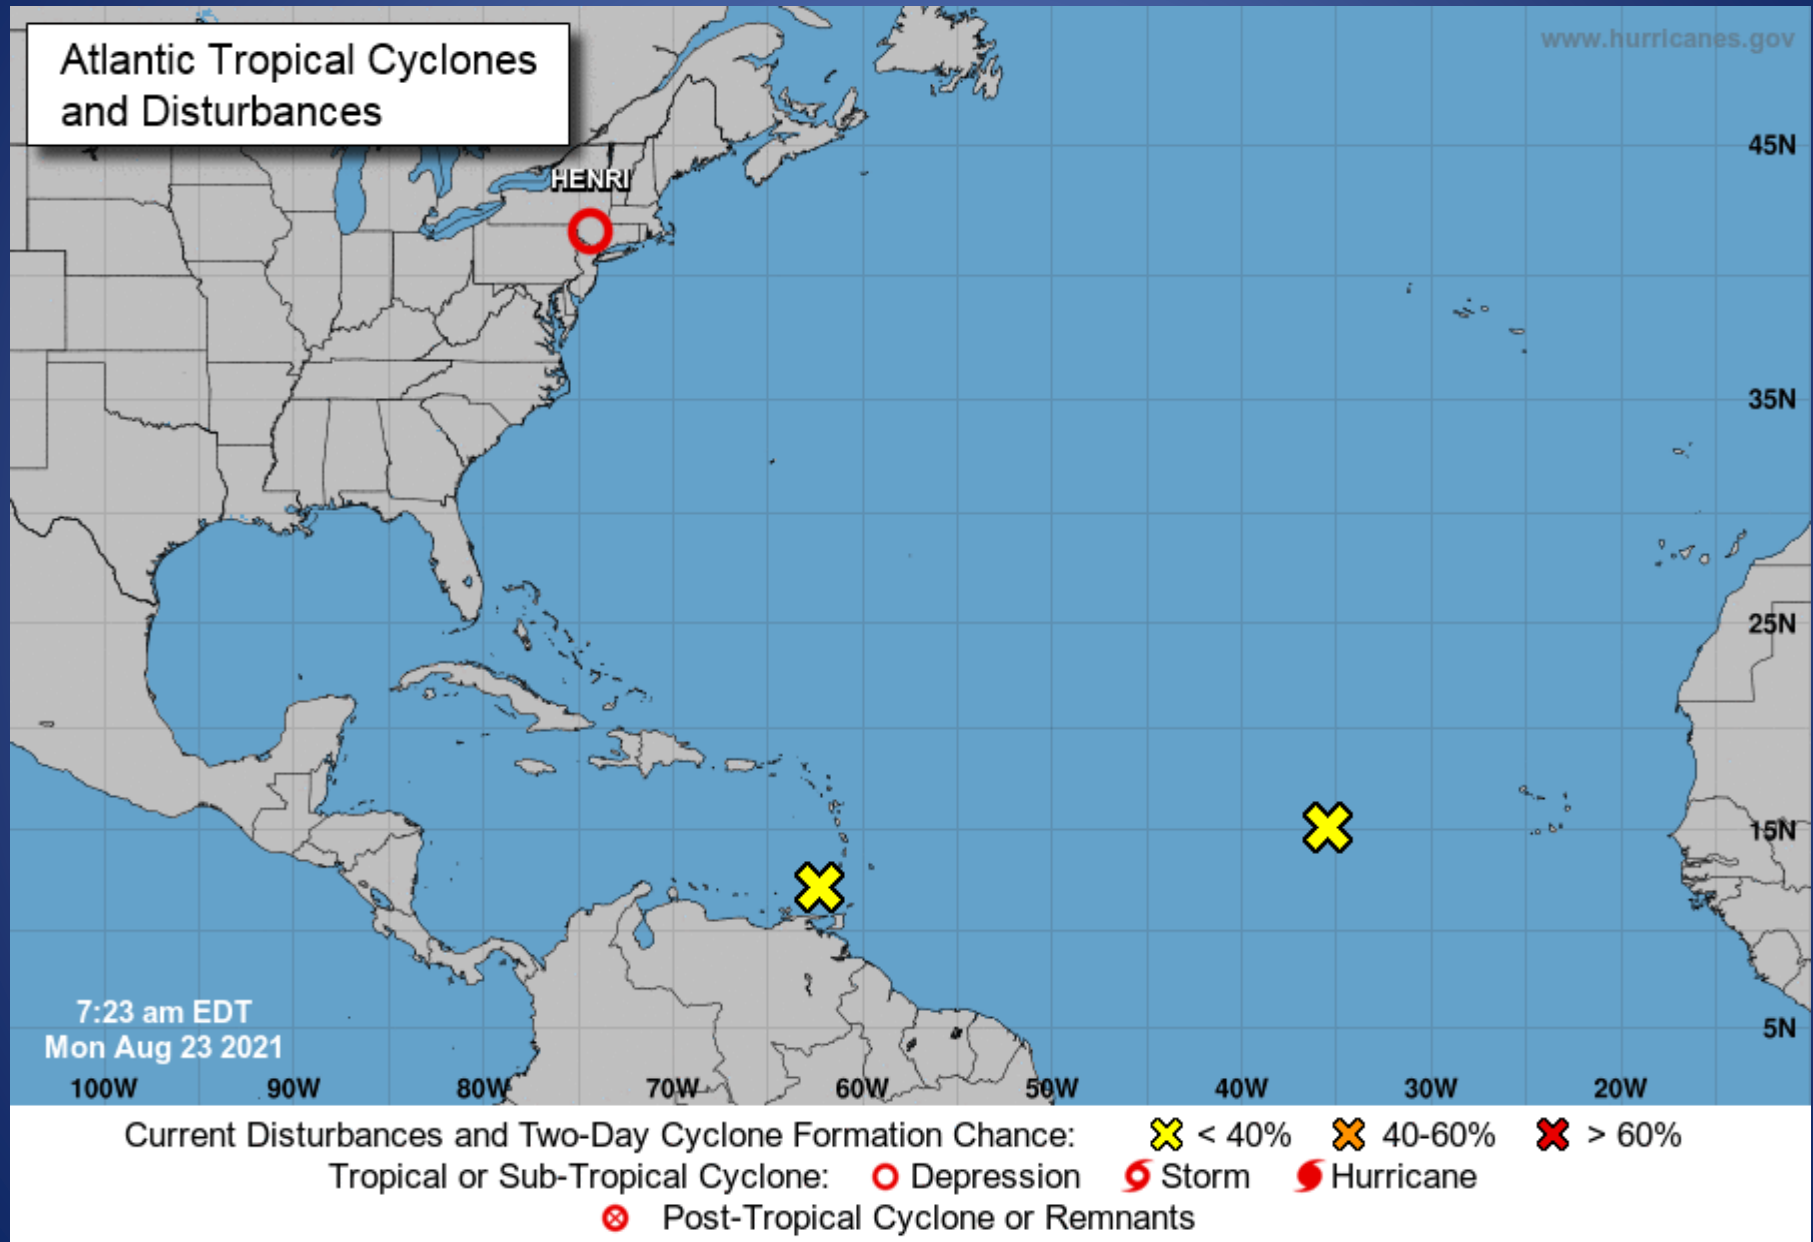 Atlantic Tropical Cyclones
and Disturbances
www.hurricanes.gov
HENRI
45N
35N
25N
15N
5N
7:23 am EDT
Mon Aug 23 2021
100W 90W 80W 70W 60W 50W 40W 30W 20W
Current Disturbances and Two-Day Cyclone Formation Chance: < 40% 40-60% > 60%
Tropical or Sub-Tropical Cyclone: Depression Storm Hurricane
Post-Tropical Cyclone or Remnants